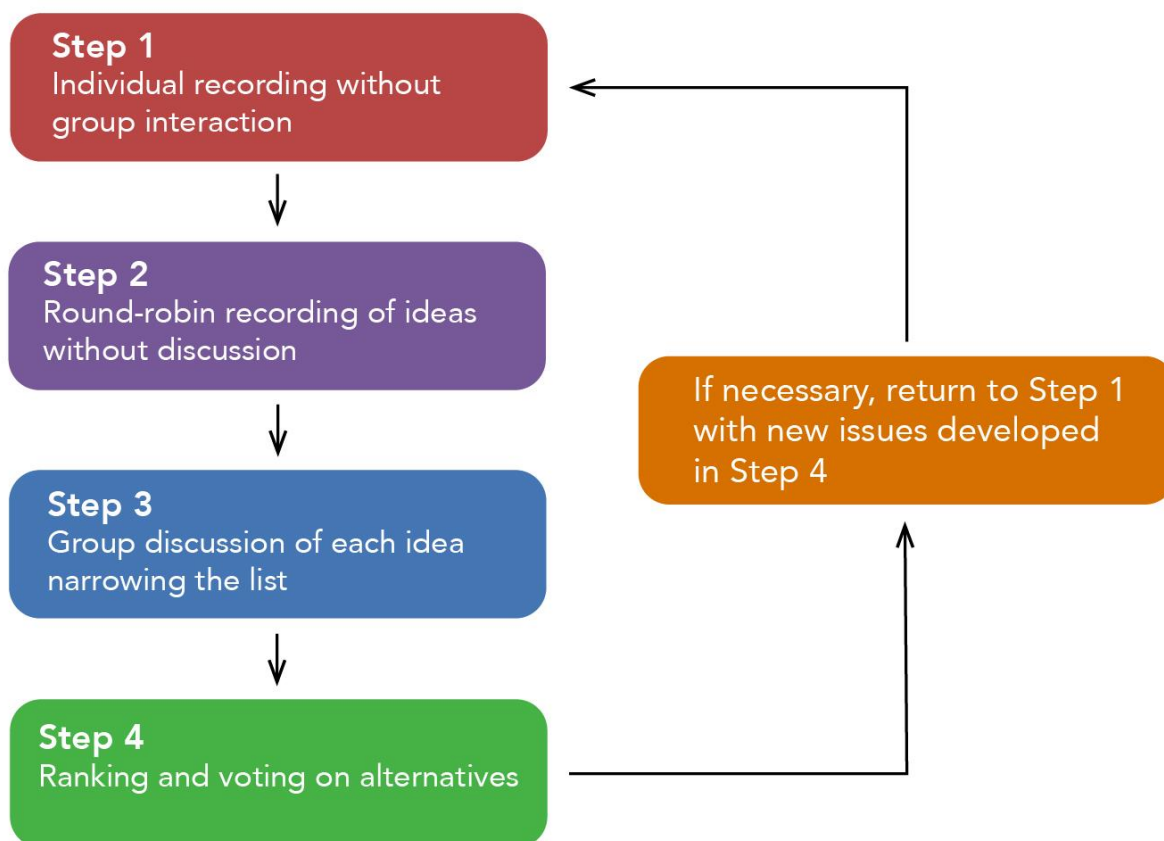 Step 1
Individual recording without
group interaction
Step 2
Round-robin recording of ideas
without discussion
Step 3
Group discussion of each idea
narrowing the list
Step 4
Ranking and voting on alternatives
If necessary, return to Step 1
with new issues developed
in Step 4